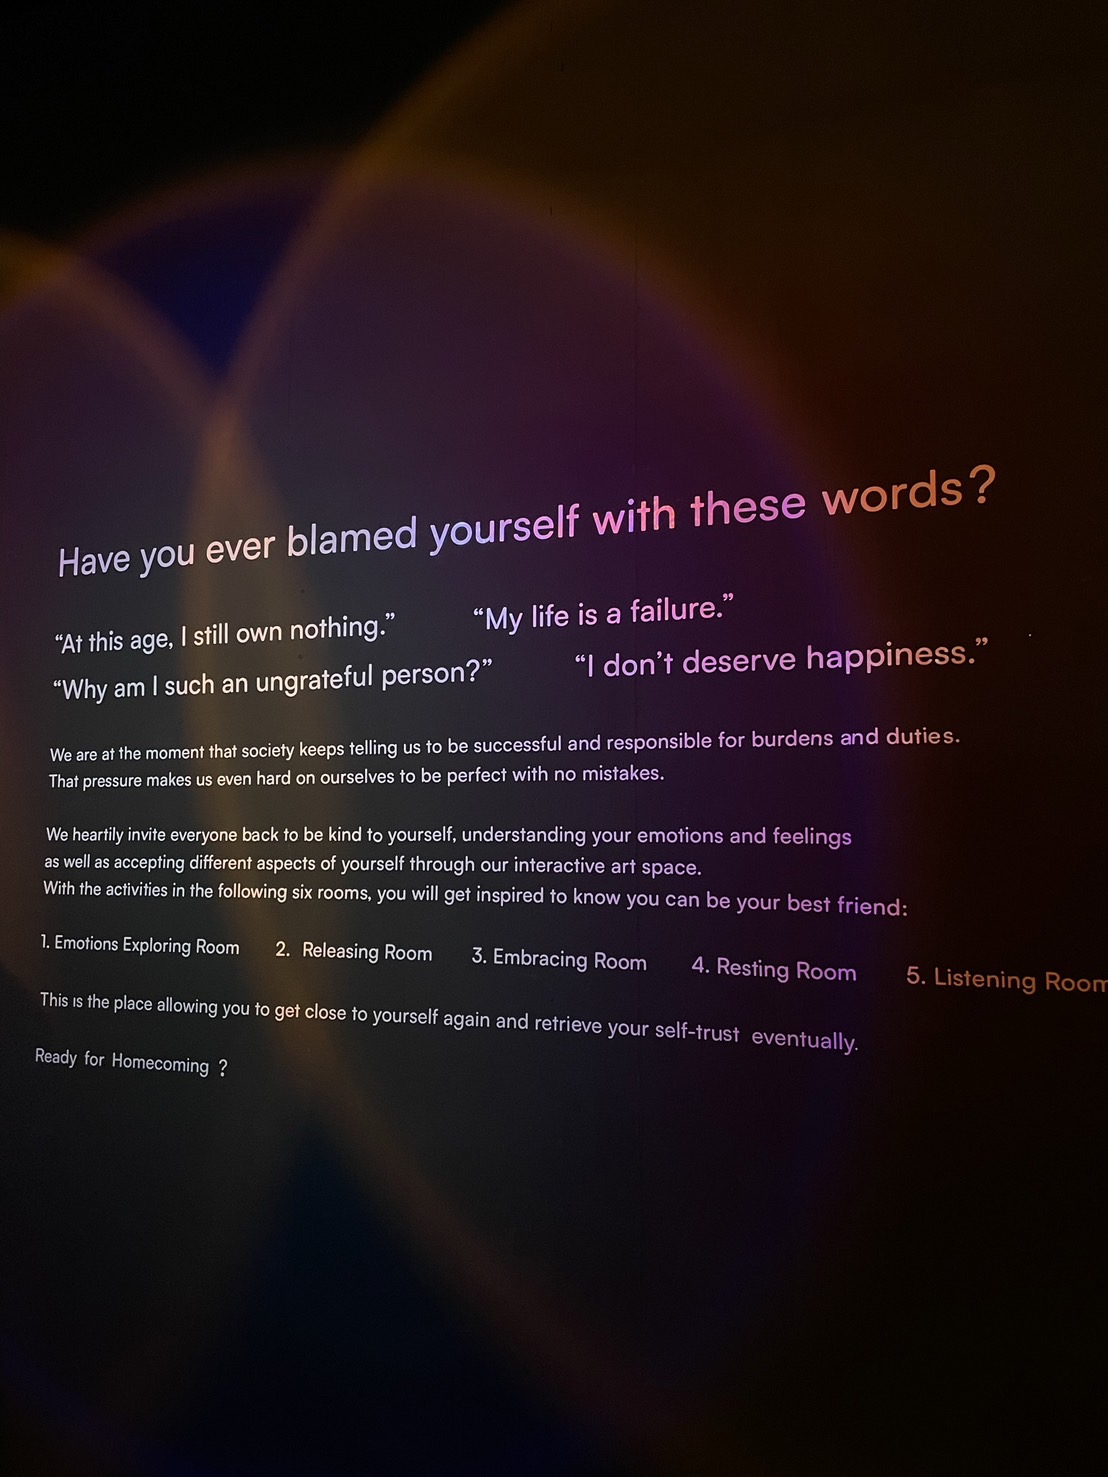 Have you ever blamed yourself with these words?
“At this age, I still own nothing.” “My life is a failure.”
“Why am I such an ungrateful person?” “I don’t deserve happiness.”
We are at the moment that society keeps telling us to be successful and responsible for burdens and duties.
That pressure makes us even hard on ourselves to be perfect with no mistakes.
We heartily invite everyone back to be kind to yourself, understanding your emotions and feelings
as well as accepting different aspects of yourself through our interactive art space.
With the activities in the following six rooms, you will get inspired to know you can be your best friend:
1. Emotions Exploring Room 2. Releasing Room 3. Embracing Room 4. Resting Room 5. Listening Room
This is the place allowing you to get close to yourself again and retrieve your self-trust eventually.
Ready for Homecoming ?